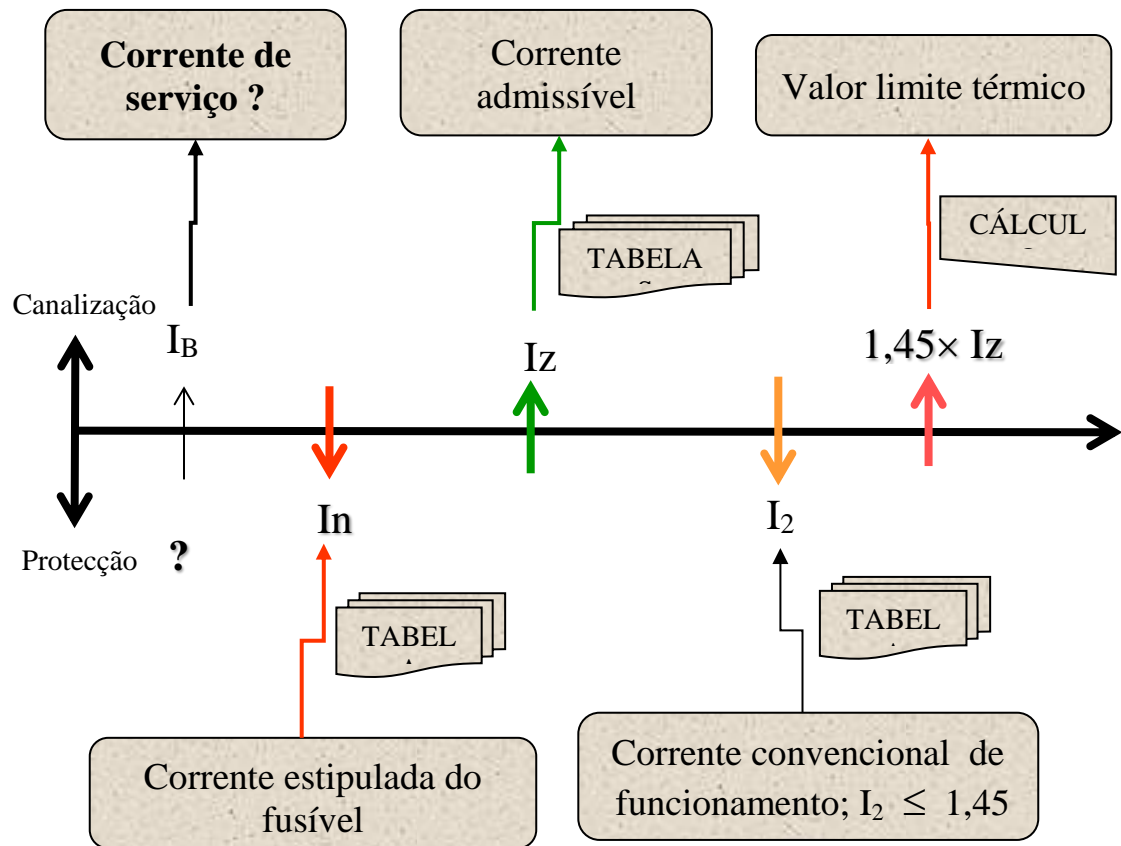 Corrente de
serviço ?
Corrente
admissível
Valor limite térmico
TABELA
CÁLCUL
Canalização
I_B
Iz
1,45× Iz
Protecção
?
In
I₂
TABEL
TABEL
Corrente estipulada do
fusível
Corrente convencional de
funcionamento; I₂ ≤ 1,45